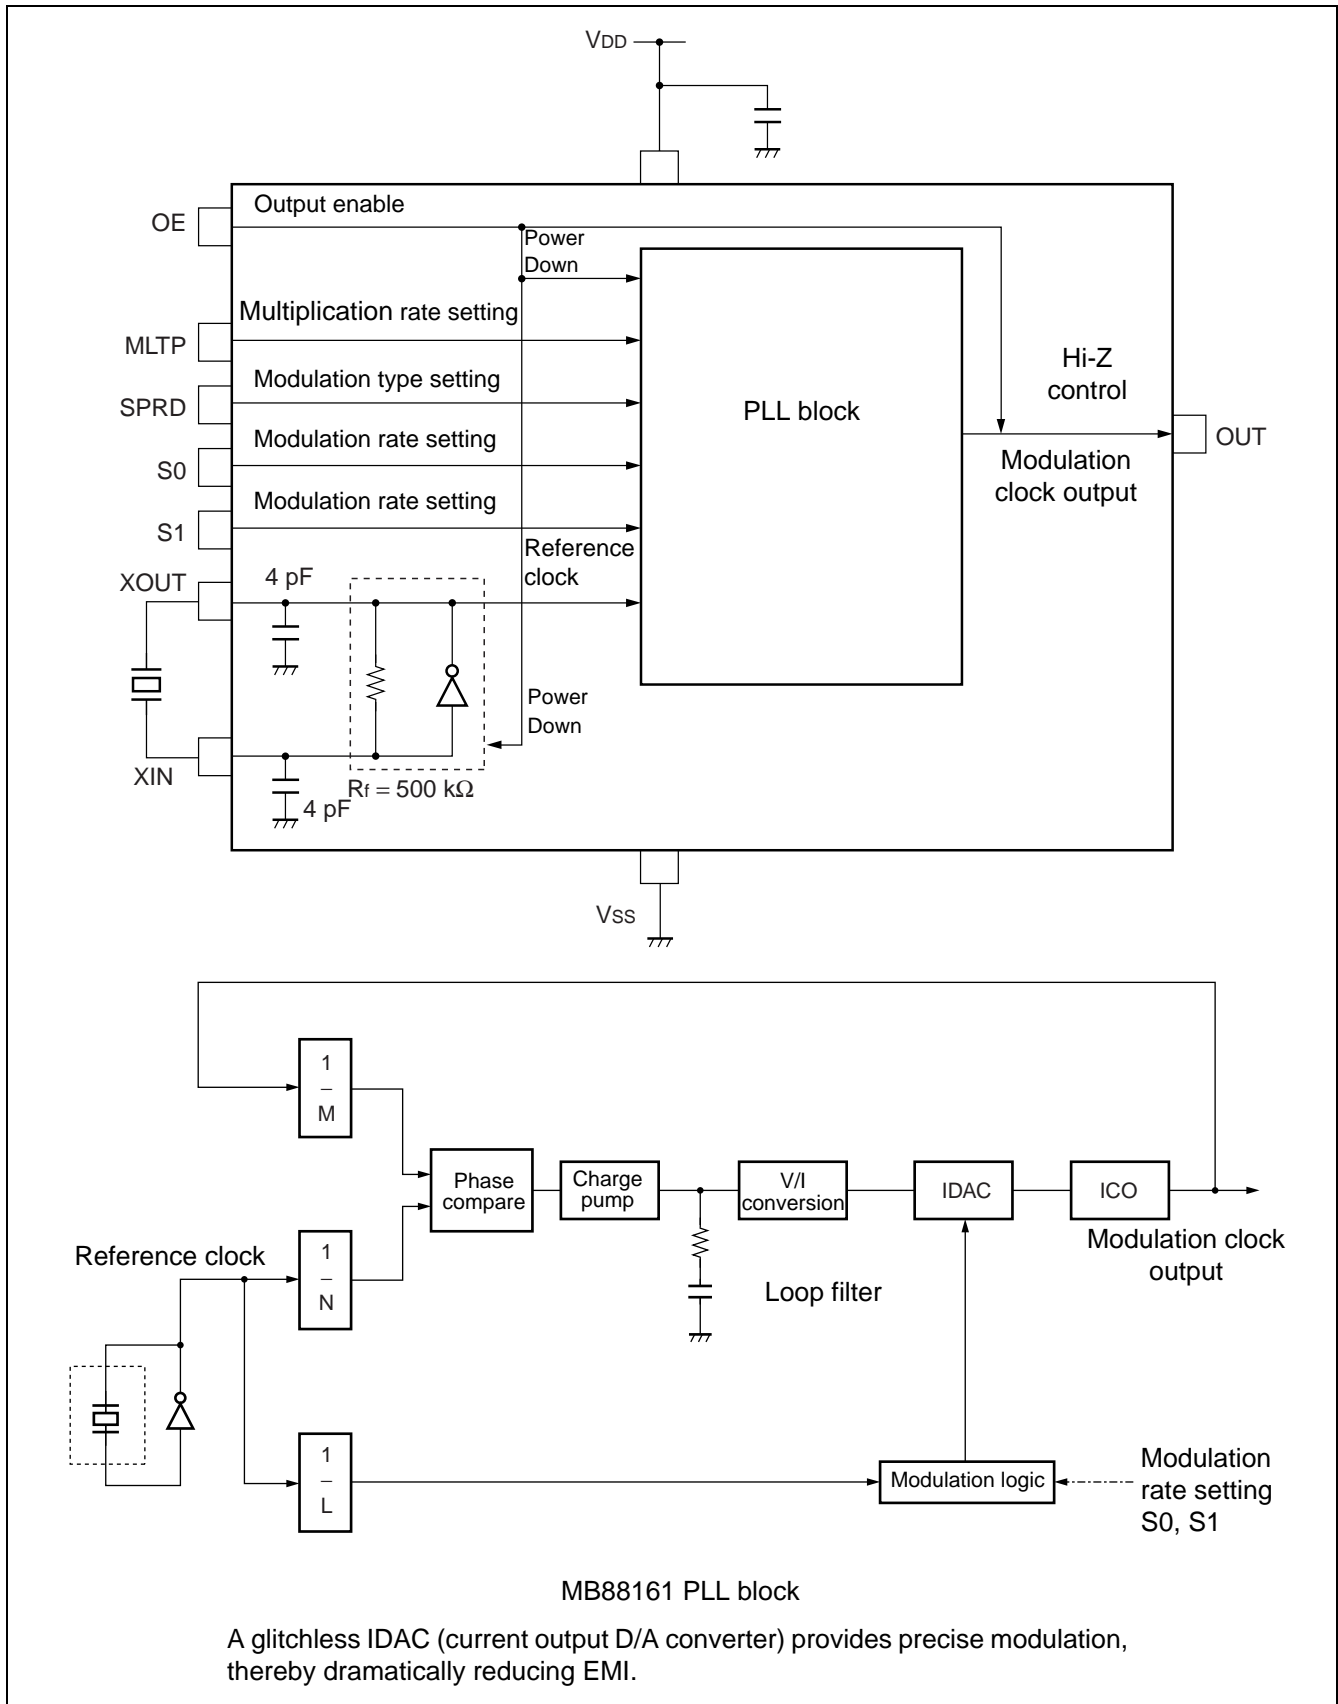 VDD
OE
Output enable
Power
Down
Multiplication rate setting
MLTP
Modulation type setting
SPRD
Modulation rate setting
S0
Modulation rate setting
S1
PLL block
Hi-Z
control
OUT
Modulation
clock output
Reference
clock
XOUT
4 pF
Power
Down
XIN
4 pF
Rf = 500 kΩ
VSS
1
M
Phase
compare
Charge
pump
V/I
conversion
IDAC
ICO
Modulation clock
output
Reference clock
1
N
Loop filter
1
L
Modulation logic
Modulation
rate setting
S0, S1
MB88161 PLL block
A glitchless IDAC (current output D/A converter) provides precise modulation,
thereby dramatically reducing EMI.